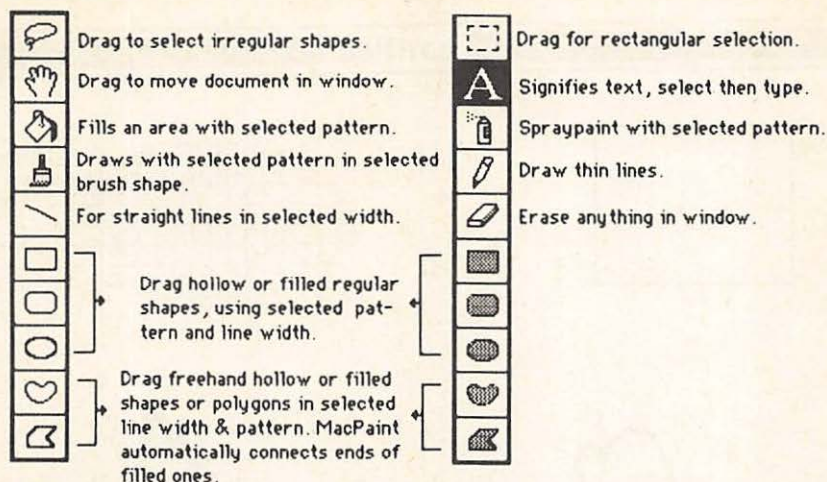 Drag to select irregular shapes.
Drag to move document in window.
Fills an area with selected pattern.
Draws with selected pattern in selected
brush shape.
For straight lines in selected width.
Drag hollow or filled regular
shapes, using selected pat-
tern and line width.
Drag freehand hollow or filled
shapes or polygons in selected
line width & pattern. MacPaint
automatically connects ends of
filled ones.
Drag for rectangular selection.
A
Signifies text, select then type.
Spraypaint with selected pattern.
Draw thin lines.
Erase anything in window.